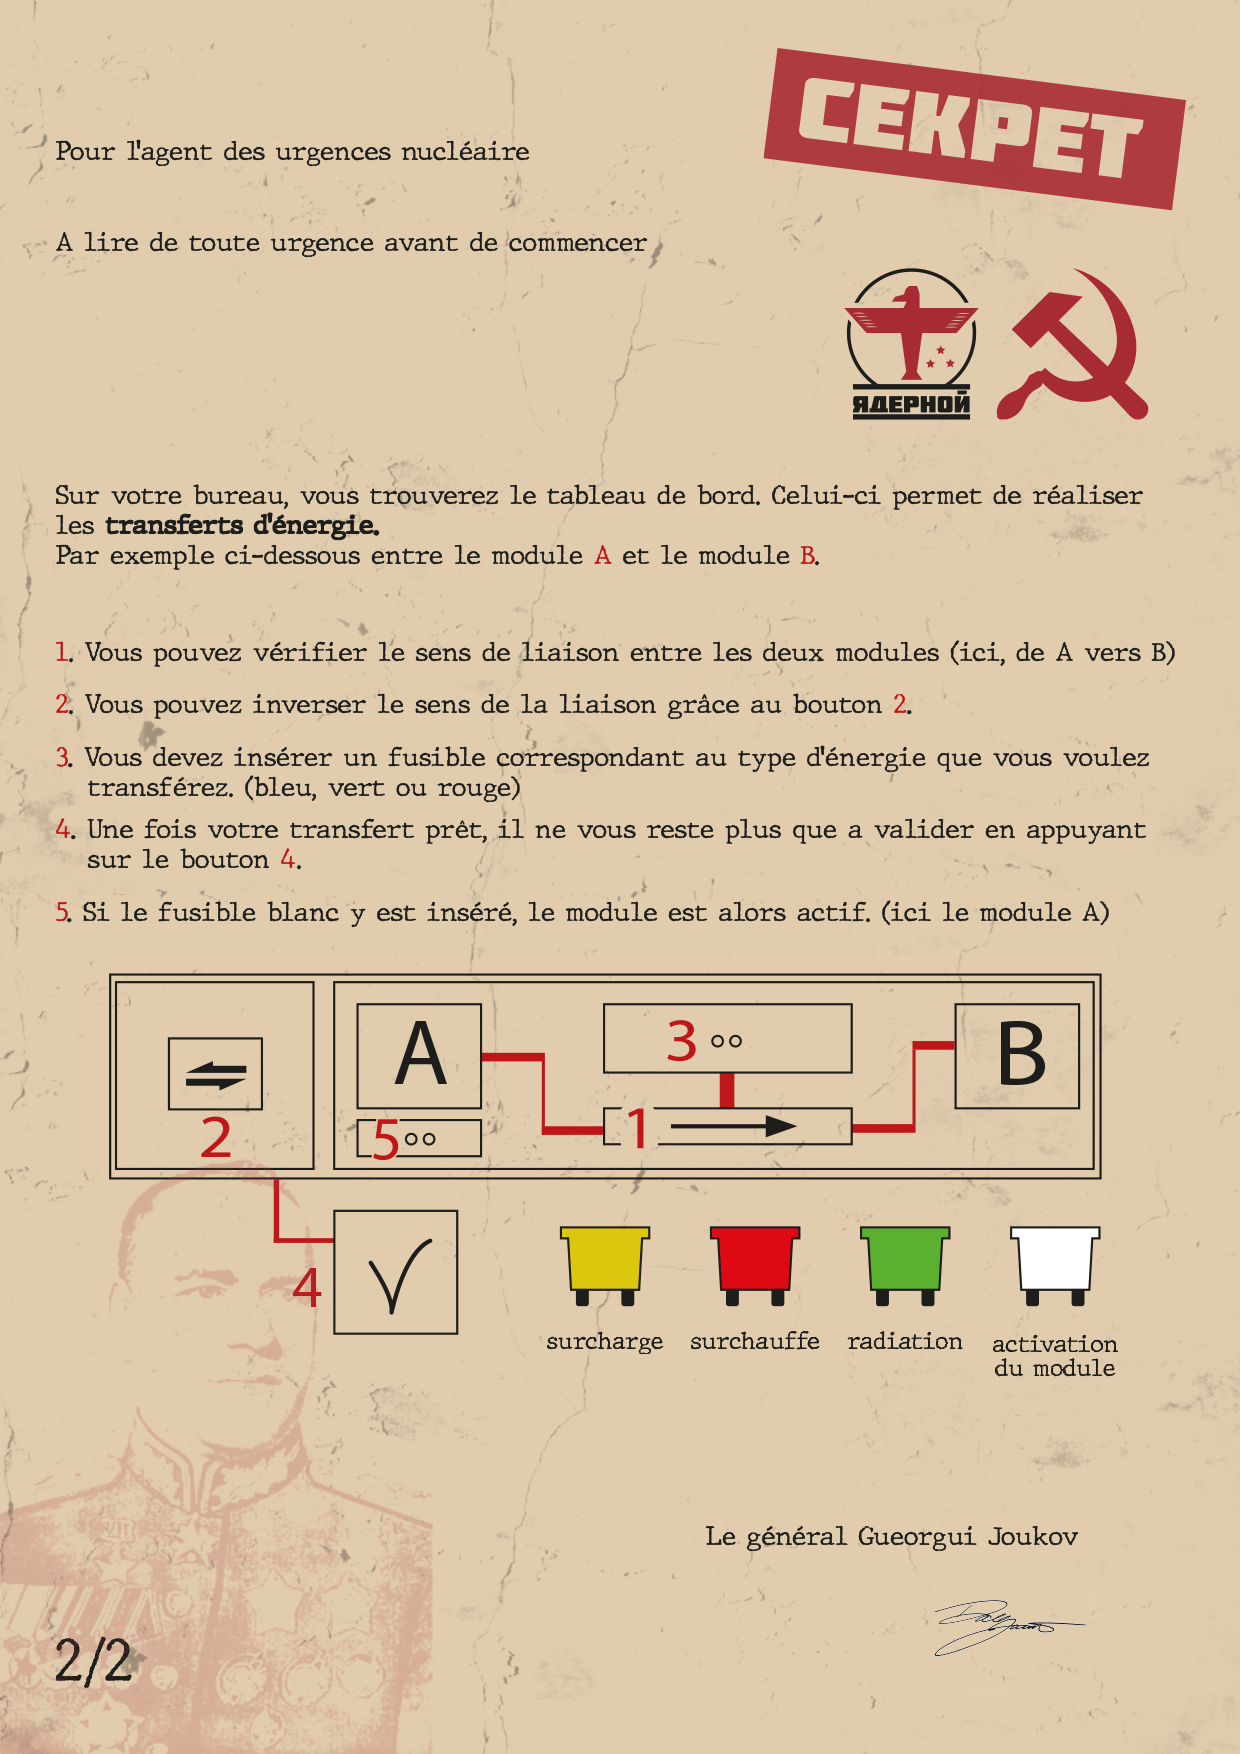 СЕКРЕТ
Pour l'agent des urgences nucléaire
A lire de toute urgence avant de commencer
ЯДЕРНОЙ
Sur votre bureau, vous trouverez le tableau de bord. Celui-ci permet de réaliser
les transferts d'énergie.
Par exemple ci-dessous entre le module A et le module B.
1. Vous pouvez vérifier le sens de liaison entre les deux modules (ici, de A vers B)
2. Vous pouvez inverser le sens de la liaison grâce au bouton 2.
3. Vous devez insérer un fusible correspondant au type d'énergie que vous voulez
transférez. (bleu, vert ou rouge)
4. Une fois votre transfert prêt, il ne vous reste plus que a valider en appuyant
sur le bouton 4.
5. Si le fusible blanc y est inséré, le module est alors actif. (ici le module A)
A
3
B
2
5
1
4
surcharge
surchauffe
radiation
activation
du module
Le général Gueorgui Joukov
2/2